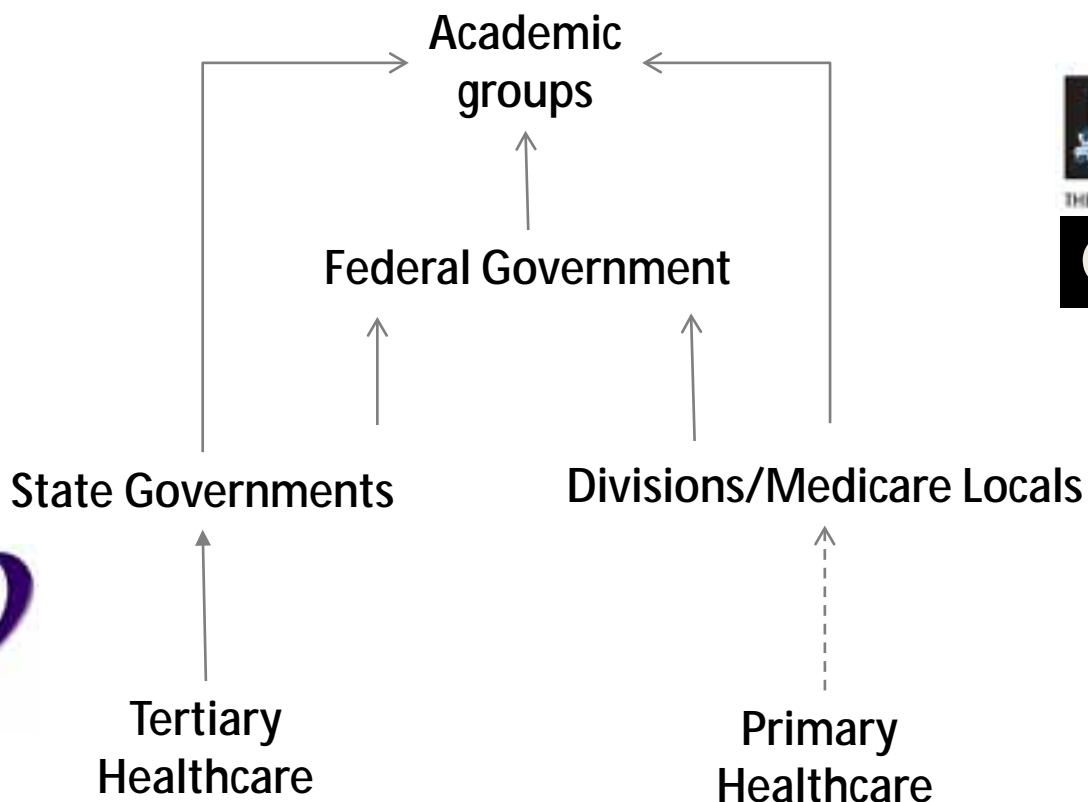 Academic
groups
Federal Government
State Governments
Divisions/Medicare Locals
Tertiary
Healthcare
Primary
Healthcare